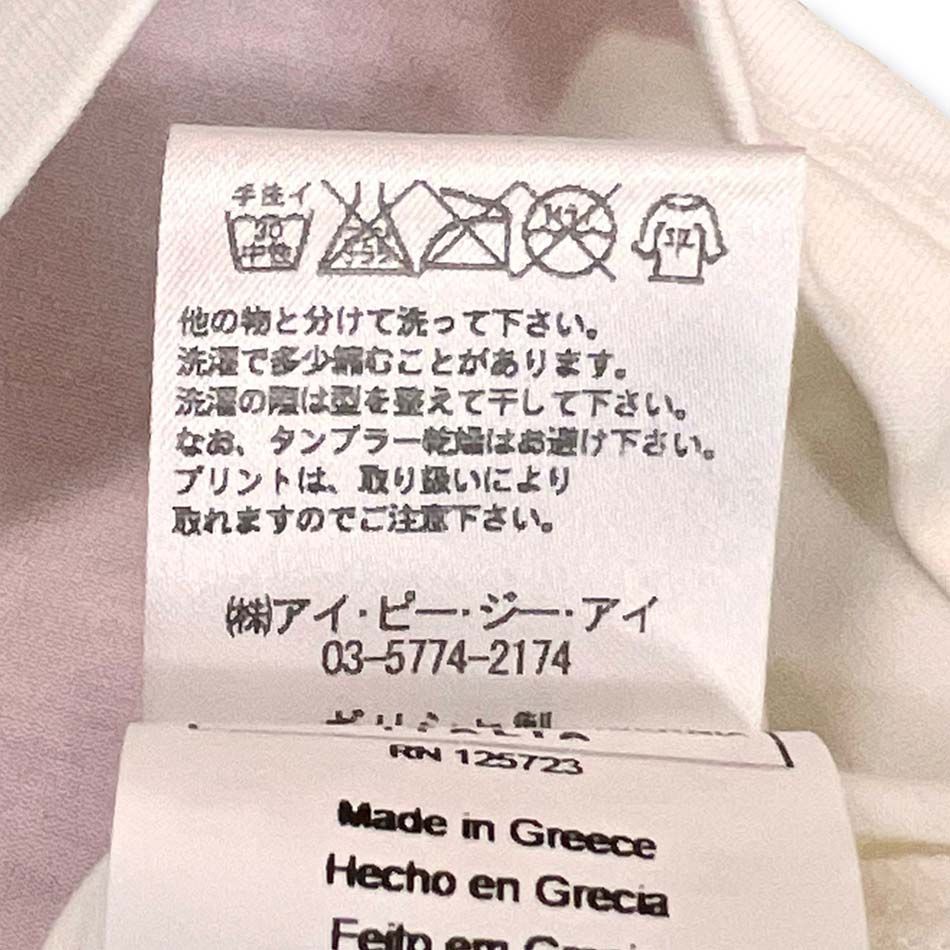 手洗イ
30
中性
平
他の物と分けて洗って下さい。
洗濯で多少縮むことがあります。
洗濯の際は型を整えて干して下さい。
なお、タンブラー乾燥はお避け下さい。
プリントは、取り扱いにより
取れますのでご注意下さい。
㈱アイ・ピー・ジー・アイ
03-5774-2174
RN 125723
Made in Greece
Hecho en Grecia
Feito em